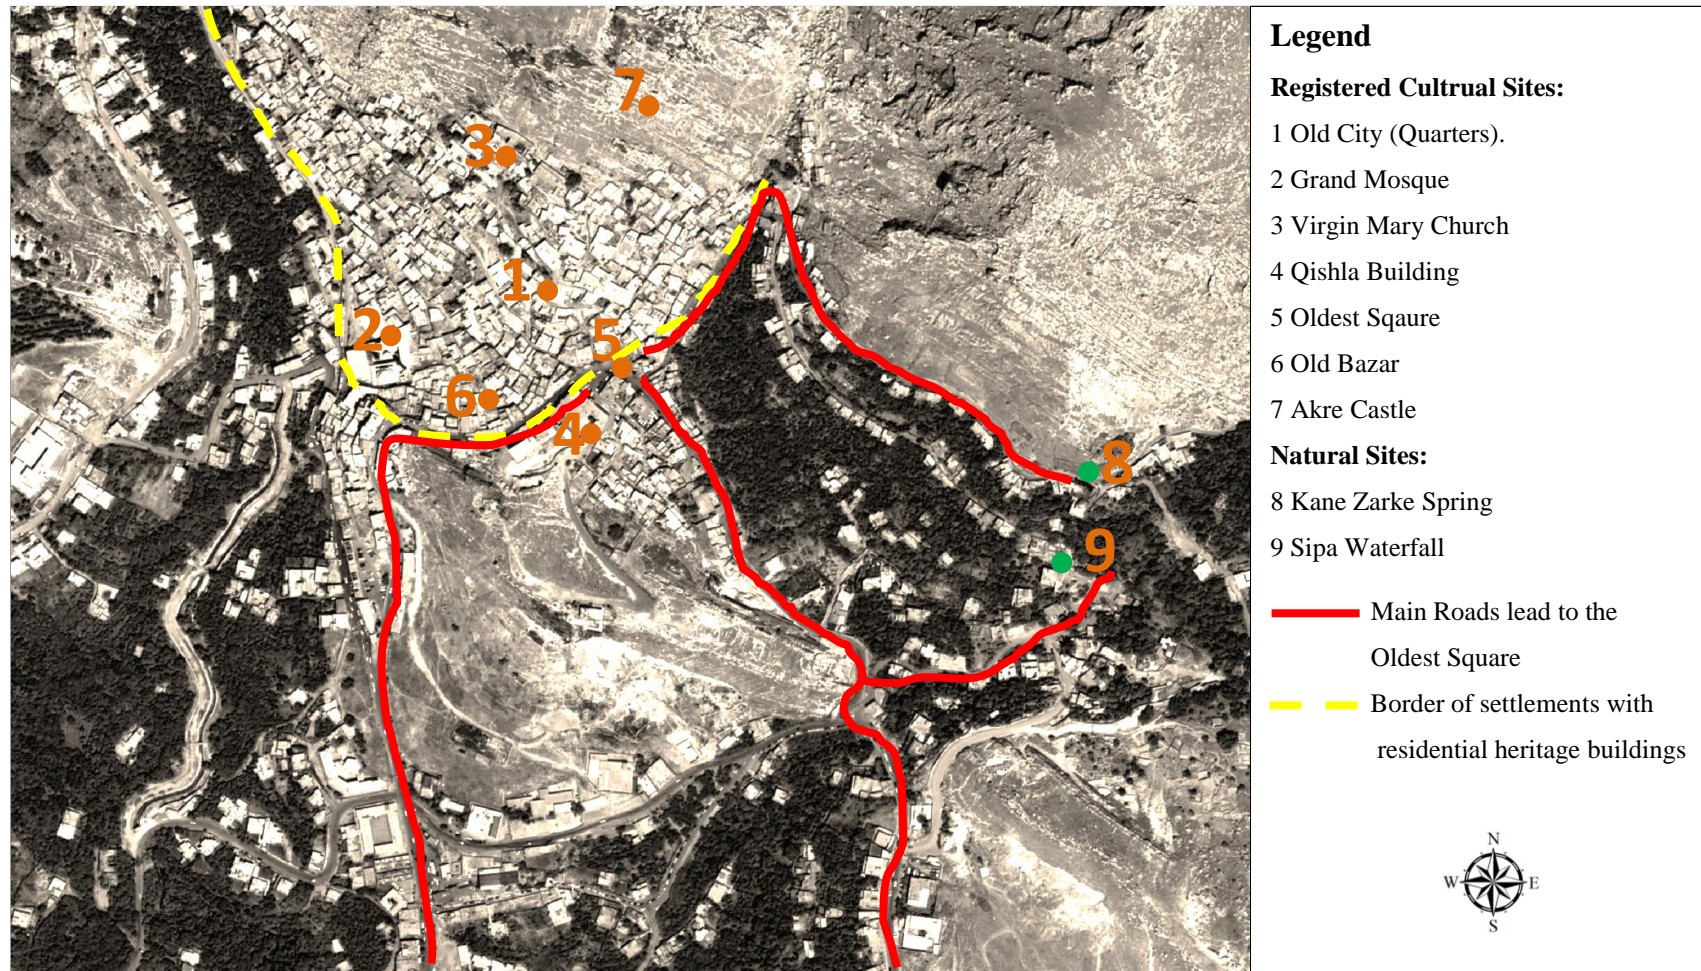 7
3
1
2
5
6
4
8
9
Legend
Registered Cultrual Sites:
1 Old City (Quarters).
2 Grand Mosque
3 Virgin Mary Church
4 Qishla Building
5 Oldest Sqaure
6 Old Bazar
7 Akre Castle
Natural Sites:
8 Kane Zarke Spring
9 Sipa Waterfall
Main Roads lead to the
Oldest Square
Border of settlements with
residential heritage buildings
N
W E
S